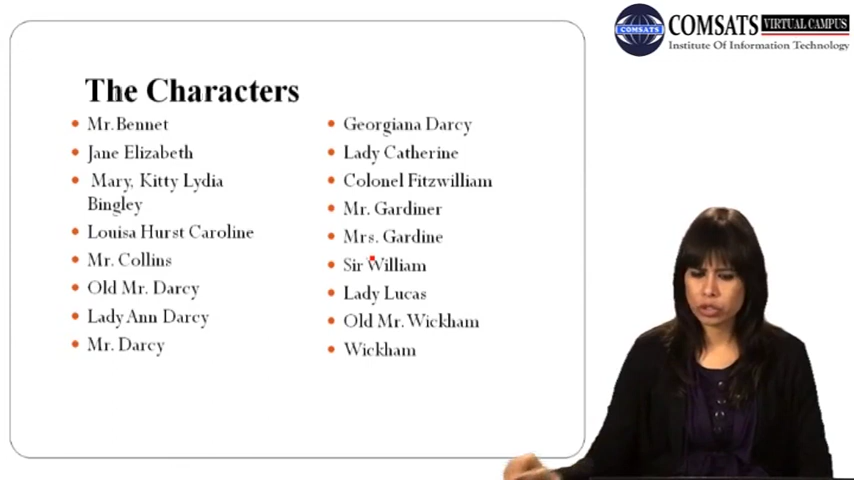 COMSATS VIRTUAL CAMPUS
COMSATS
Institute Of Information Technology
The Characters
Mr. Bennet
Jane Elizabeth
Mary, Kitty Lydia
Bingley
Louisa Hurst Caroline
Mr. Collins
Old Mr. Darcy
Lady Ann Darcy
Mr. Darcy
Georgiana Darcy
Lady Catherine
Colonel Fitzwilliam
Mr. Gardiner
Mrs. Gardine
Sir William
Lady Lucas
Old Mr. Wickham
Wickham